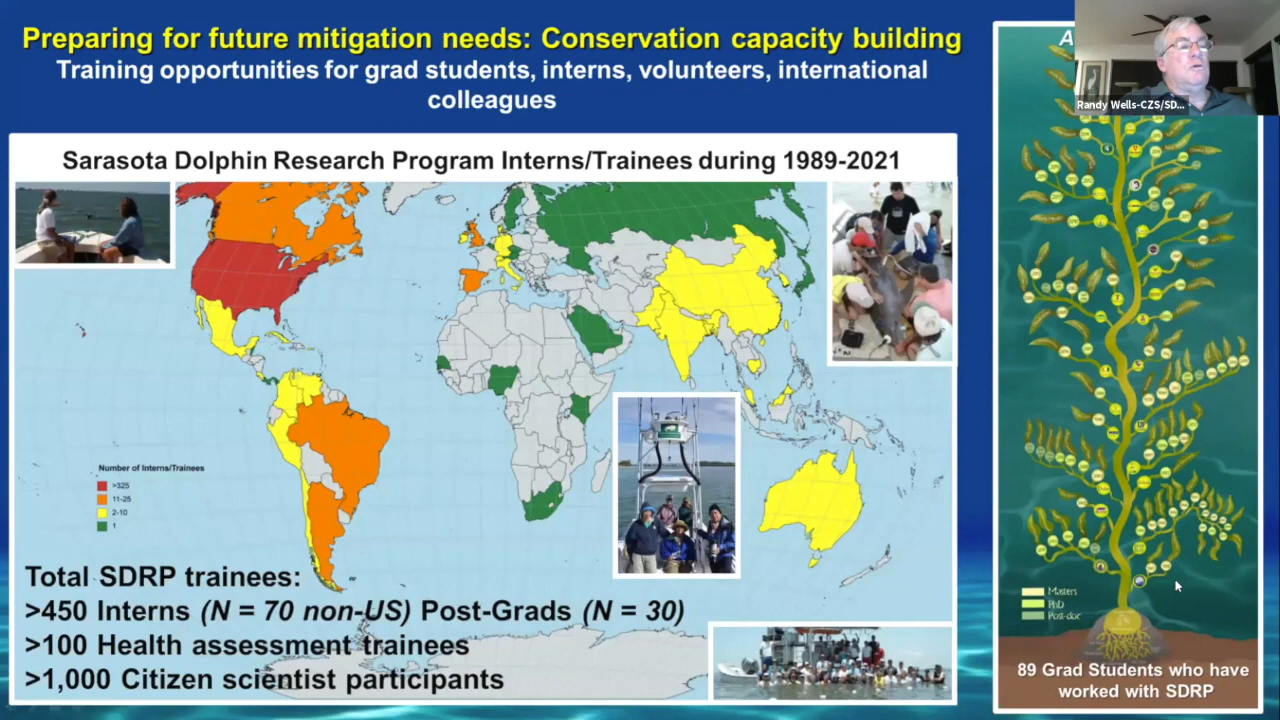 Preparing for future mitigation needs: Conservation capacity building
Training opportunities for grad students, interns, volunteers, international
colleagues
A
Randy Wells-CZS/SD...
Sarasota Dolphin Research Program Interns/Trainees during 1989-2021
Number of Interns/Trainees
>325
11-25
2-10
1
Total SDRP trainees:
>450 Interns (N = 70 non-US) Post-Grads (N = 30)
>100 Health assessment trainees
>1,000 Citizen scientist participants
Masters
PhD
Post-doc
89 Grad Students who have
worked with SDRP